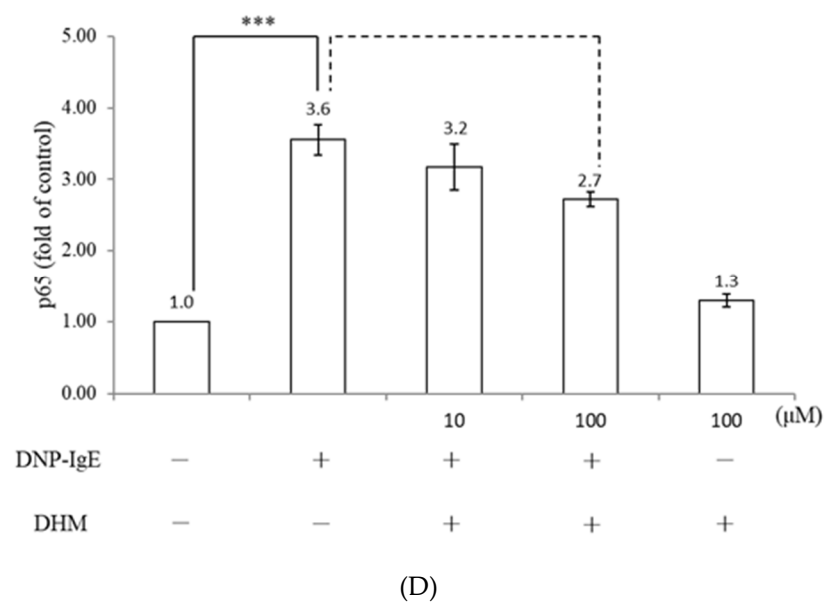 ***
5.00
4.00
3.00
2.00
1.00
0.00
p65 (fold of control)
1.0
3.6
3.2
2.7
1.3
10 100 100 (µM)
DNP-IgE − + + + −
DHM − − + + +
(D)